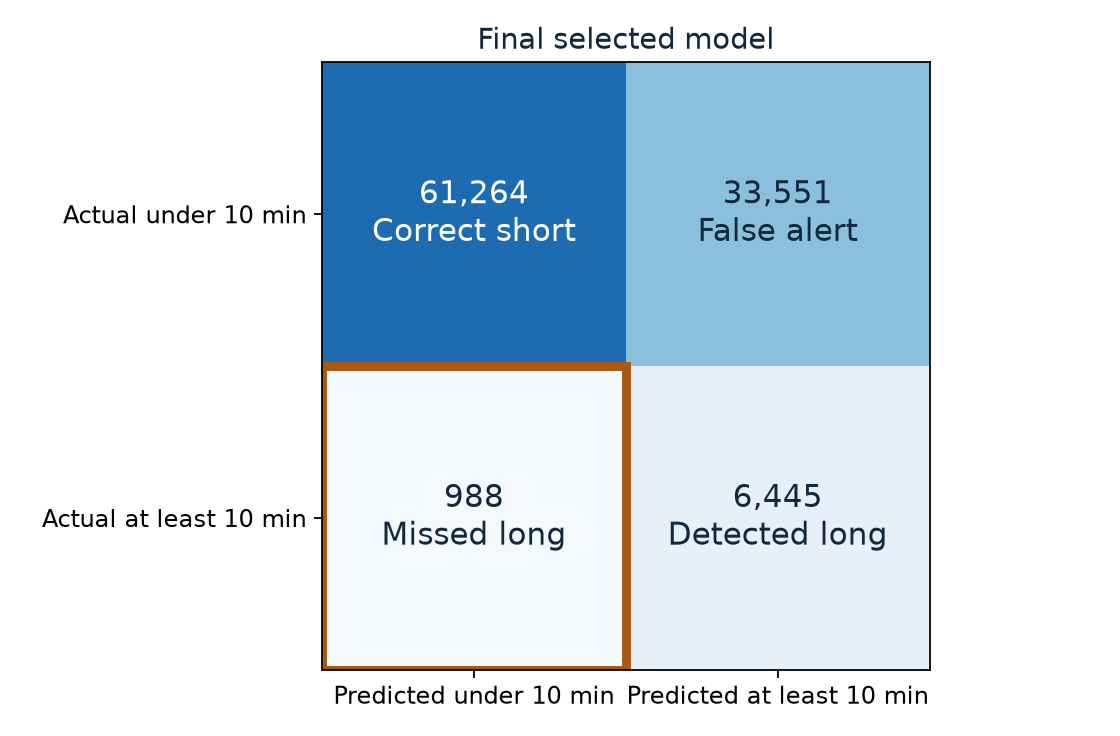 Final selected model
Actual under 10 min
61,264
Correct short
33,551
False alert
Actual at least 10 min
988
Missed long
6,445
Detected long
Predicted under 10 min
Predicted at least 10 min